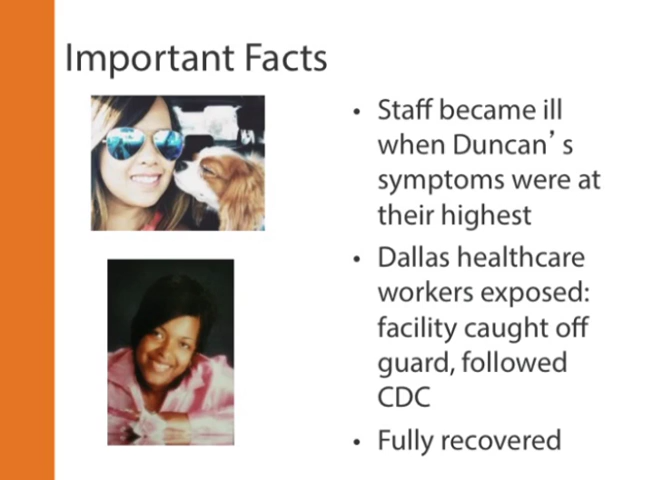 Important Facts
• Staff became ill
when Duncan’ s
symptoms were at
their highest
• Dallas healthcare
workers exposed:
facility caught off
guard, followed
CDC
• Fully recovered